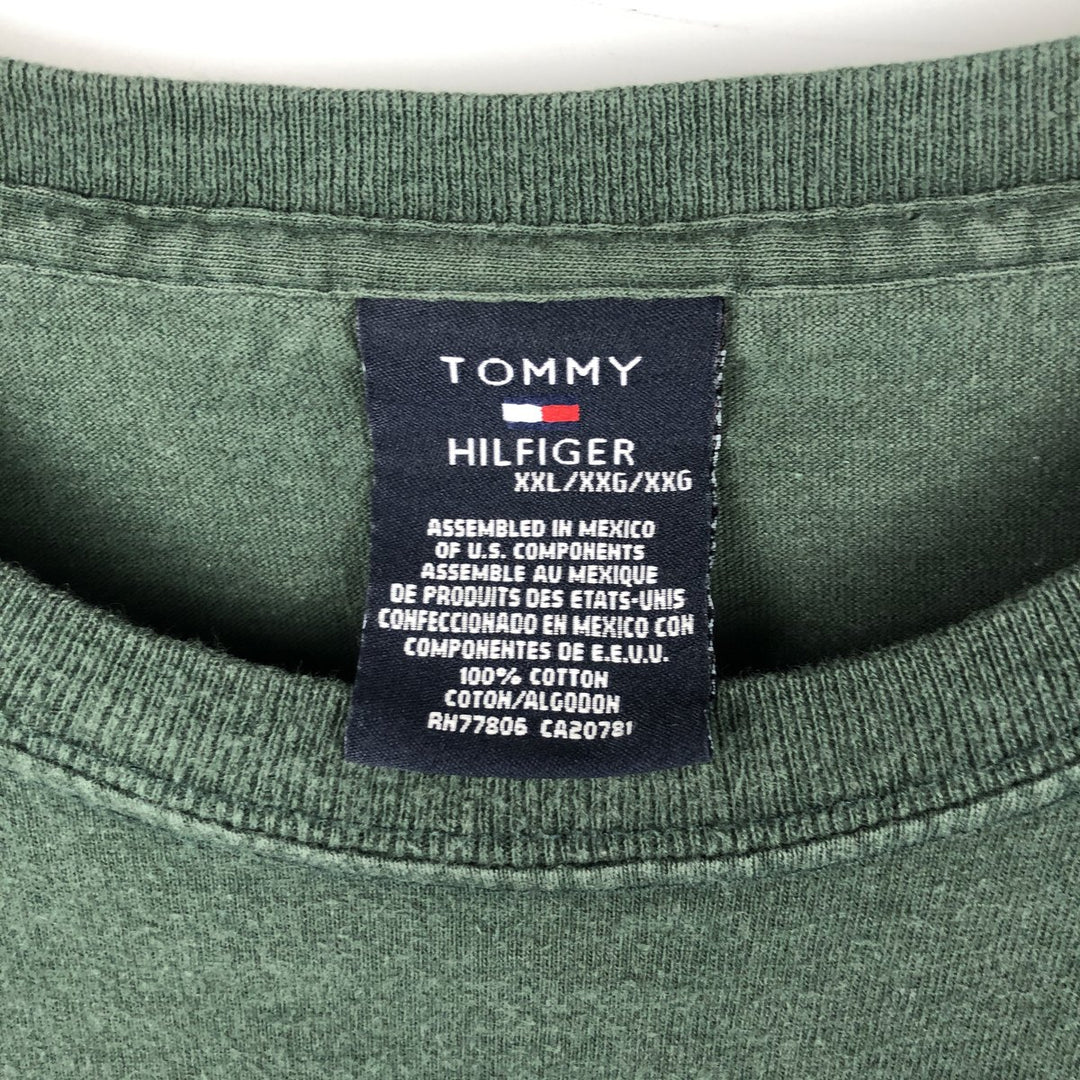 TOMMY
HILFIGER
XXL/XXG/XXG
ASSEMBLED IN MEXICO
OF U.S. COMPONENTS
ASSEMBLE AU MEXIQUE
DE PRODUITS DES ETATS-UNIS
CONFECCIONADO EN MEXICO CON
COMPONENTES DE E.E.U.U.
100% COTTON
COTON/ALGODON
RN77806 CA20781